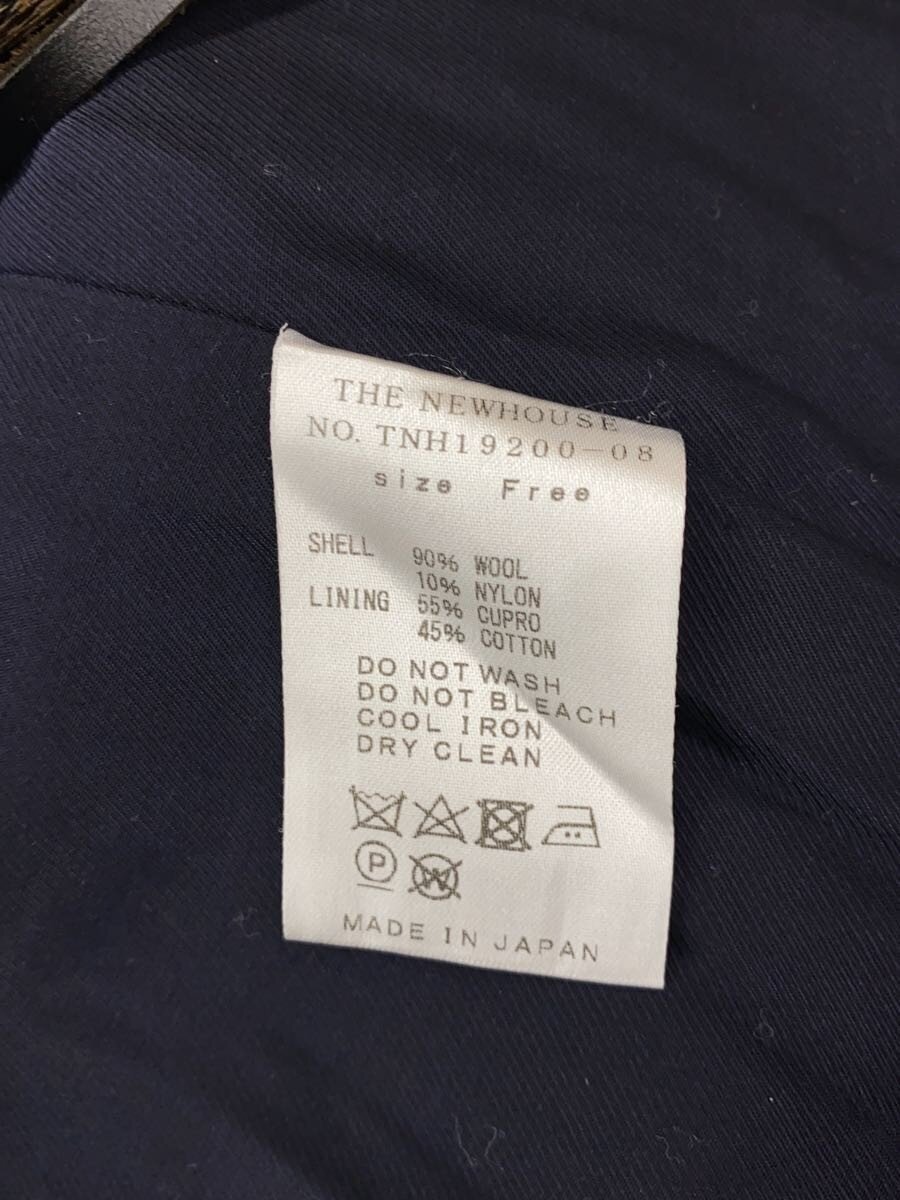 THE NEWHOUSE
NO. TNH19200-08
size Free
SHELL 90% WOOL
10% NYLON
LINING 55% CUPRO
45% COTTON
DO NOT WASH
DO NOT BLEACH
COOL IRON
DRY CLEAN
P W
MADE IN JAPAN